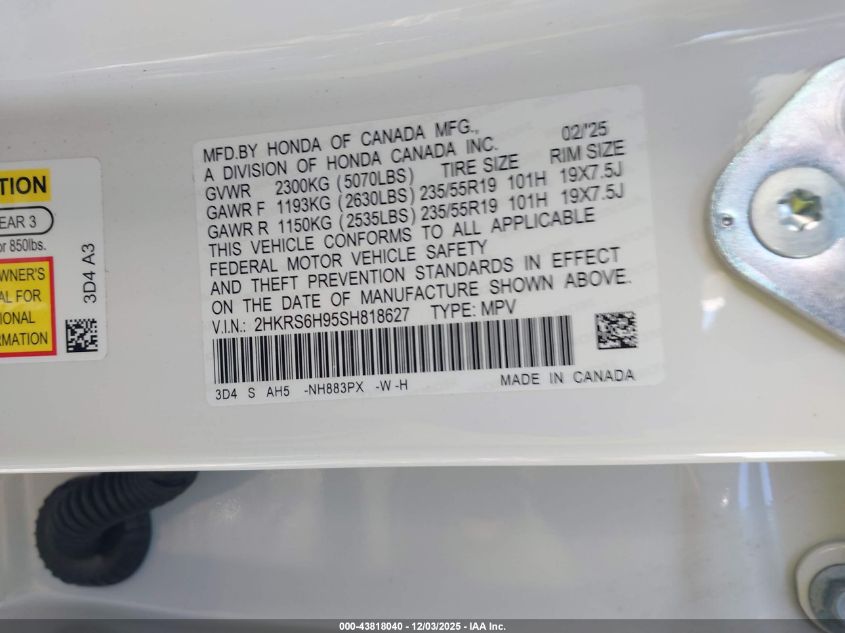 TION
EAR 3
or 850lbs.
WNER'S
AL FOR
IONAL
RMATION
3D4 A3
MFD.BY HONDA OF CANADA MFG., 02/'25
A DIVISION OF HONDA CANADA INC.
GVWR 2300KG (5070LBS) TIRE SIZE RIM SIZE
GAWR F 1193KG (2630LBS) 235/55R19 101H 19X7.5J
GAWR R 1150KG (2535LBS) 235/55R19 101H 19X7.5J
THIS VEHICLE CONFORMS TO ALL APPLICABLE
FEDERAL MOTOR VEHICLE SAFETY
AND THEFT PREVENTION STANDARDS IN EFFECT
ON THE DATE OF MANUFACTURE SHOWN ABOVE.
V.I.N.: 2HKRS6H95SH818627 TYPE: MPV
3D4 S AH5 -NH883PX -W-H MADE IN CANADA
000-43818040 - 12/03/2025 - IAA Inc.